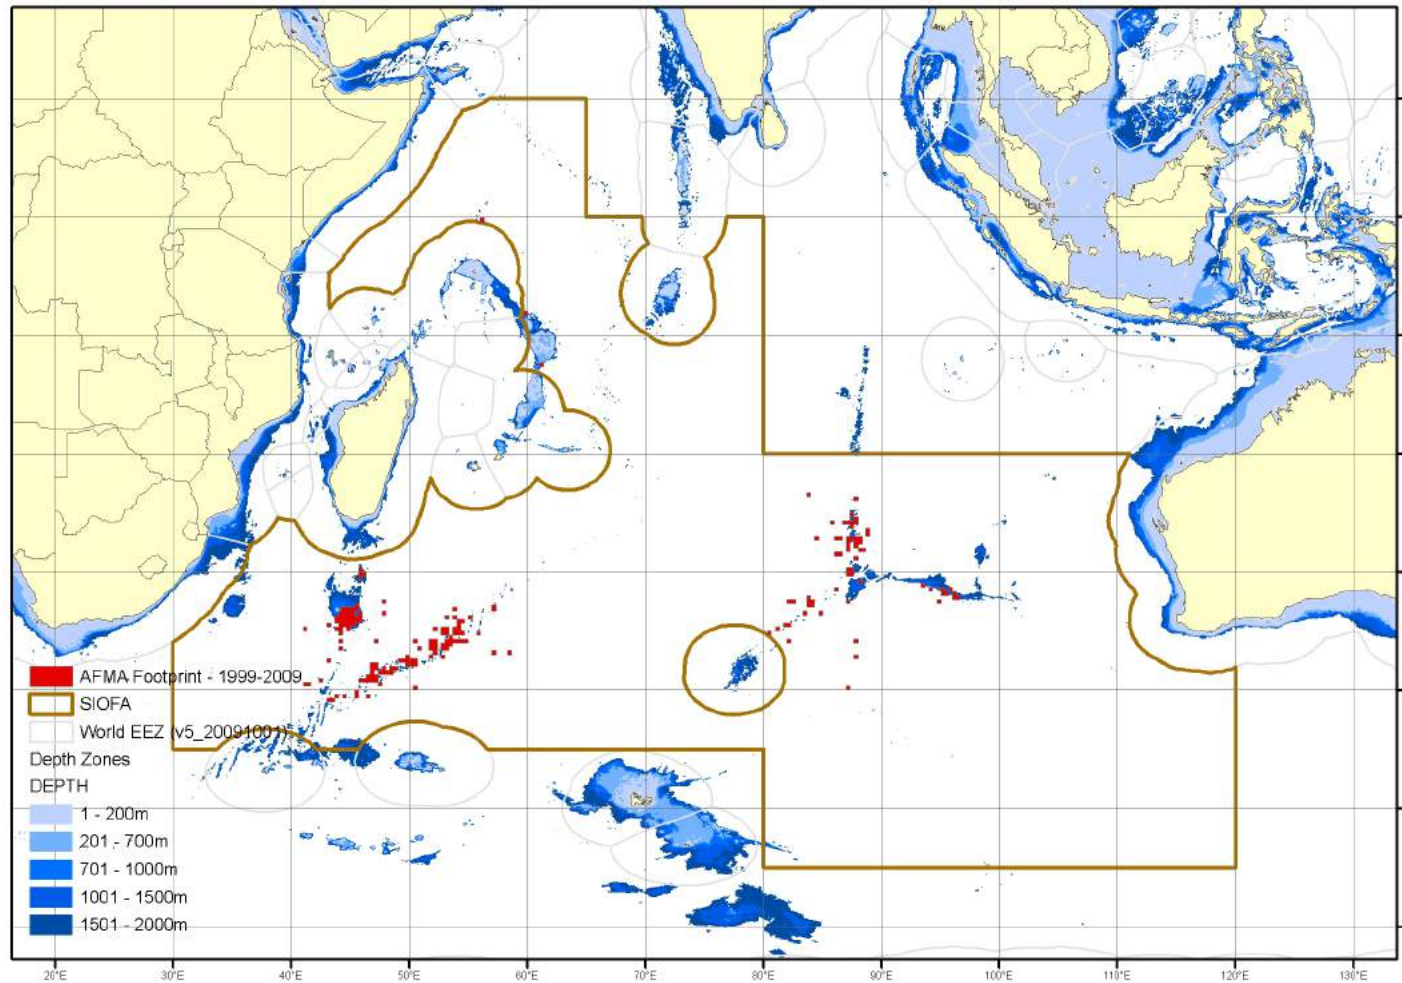 AFMA Footprint - 1999-2009
SIOFA
World EEZ (v5_20091001)
Depth Zones
DEPTH
1 - 200m
201 - 700m
701 - 1000m
1001 - 1500m
1501 - 2000m
20°E 30°E 40°E 50°E 60°E 70°E 80°E 90°E 100°E 110°E 120°E 130°E